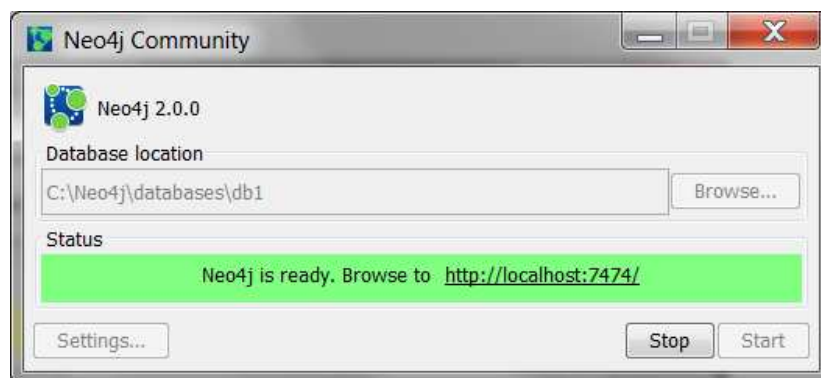 Neo4j Community
Neo4j 2.0.0
Database location
C:\Neo4j\databases\db1 Browse...
Status
Neo4j is ready. Browse to http://localhost:7474/
Settings... Stop Start